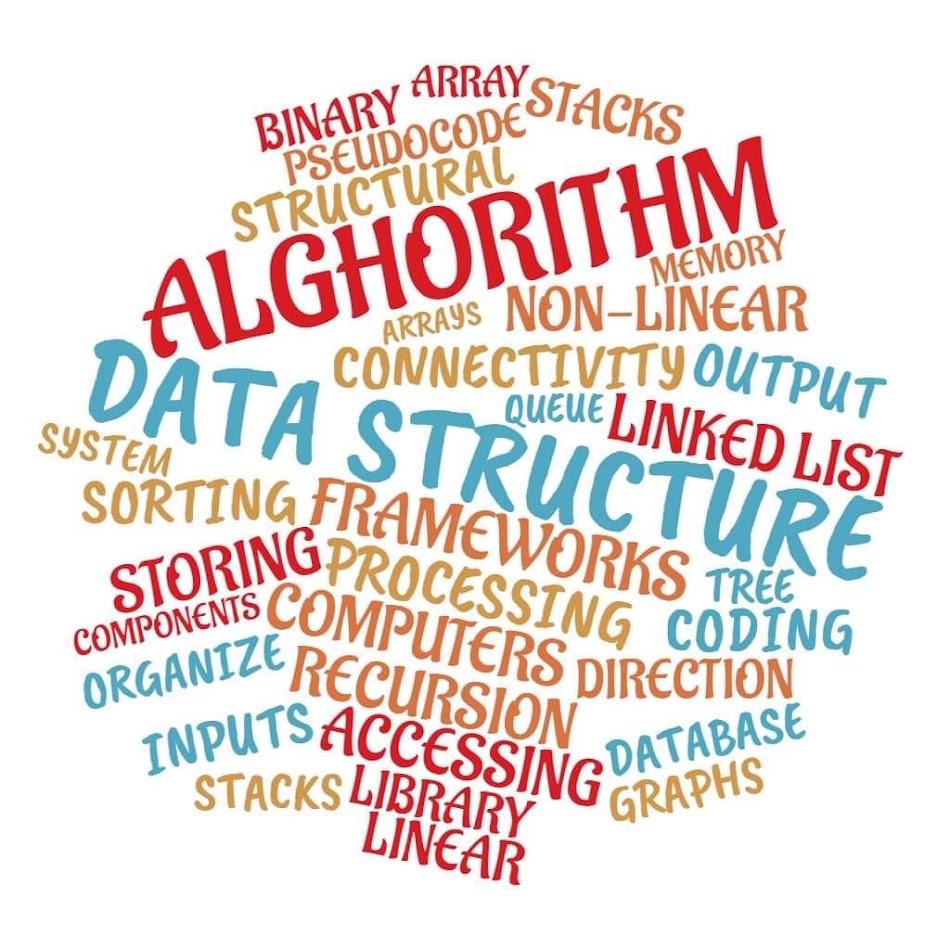 ARRAY
BINARY
STACKS
PSEUDOCODE
STRUCTURAL
ALGHORITHM
MEMORY
ARRAYS
NON-LINEAR
CONNECTIVITY
OUTPUT
DATA STRUCTURE
QUEUE
LINKED LIST
SYSTEM
SORTING
FRAMEWORKS
STORING
PROCESSING
TREE
COMPONENTS
COMPUTERS
CODING
ORGANIZE
RECURSION
DIRECTION
INPUTS
ACCESSING
DATABASE
STACKS
LIBRARY
GRAPHS
LINEAR